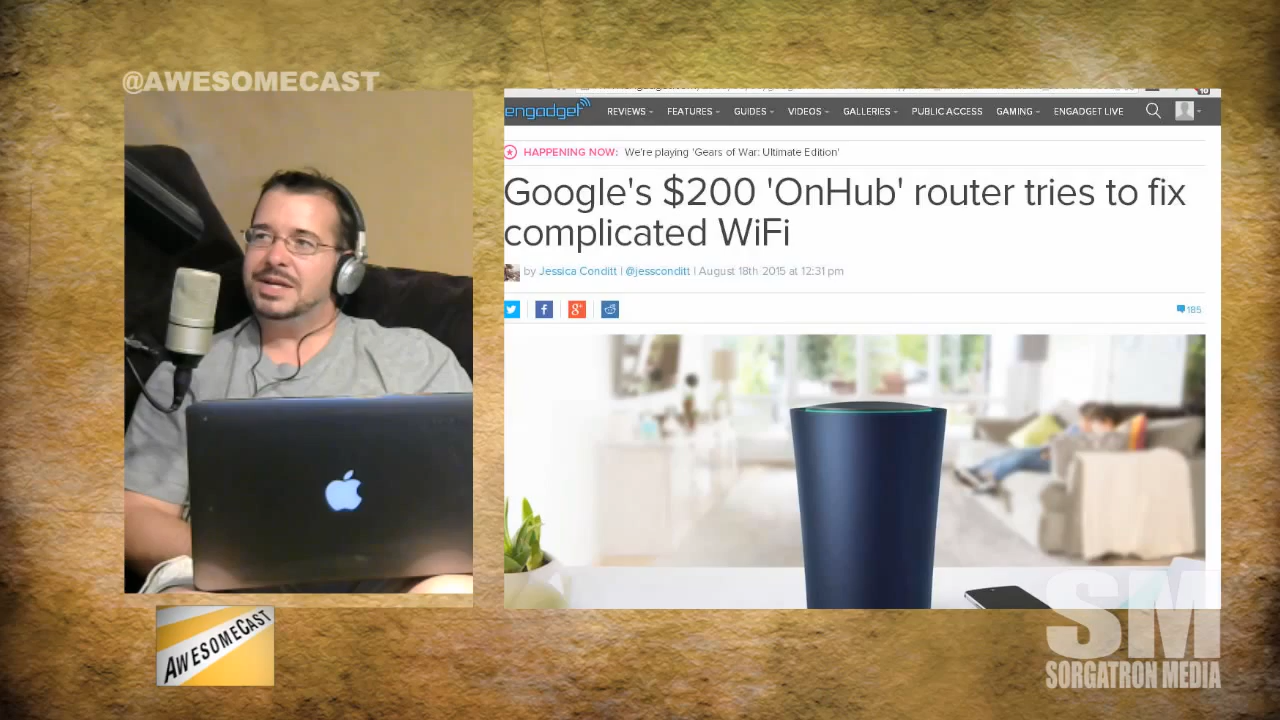 @AWESOMECAST
engadget
REVIEWS
FEATURES
GUIDES
VIDEOS
GALLERIES
PUBLIC ACCESS
GAMING
ENGADGET LIVE
10
HAPPENING NOW: We're playing 'Gears of War: Ultimate Edition'
Google's $200 'OnHub' router tries to fix
complicated WiFi
by Jessica Conditt | @jessconditt | August 18th 2015 at 12:31 pm
185
AWESOMECAST
SM
SORGATRON MEDIA